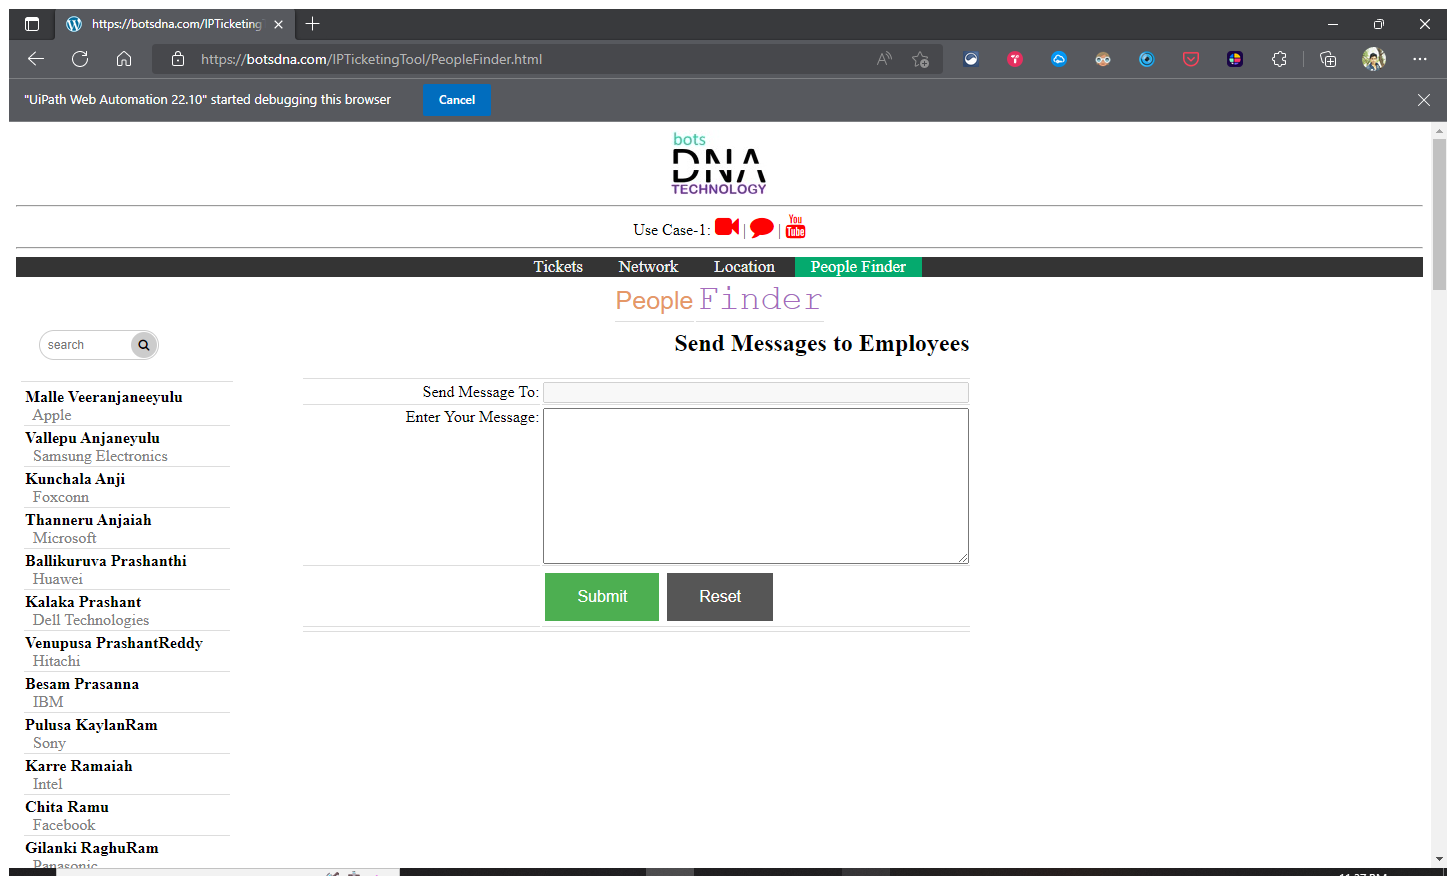 https://botsdna.com/IPTicketing
https://botsdna.com/IPTicketingTool/PeopleFinder.html
"UiPath Web Automation 22.10" started debugging this browser
Cancel
bots
DNA
TECHNOLOGY
Use Case-1: | | You Tube
Tickets Network Location People Finder
People Finder
search
Send Messages to Employees
Send Message To:
Enter Your Message:
Submit Reset
Malle Veeranjaneeyulu
Apple
Vallepu Anjaneyulu
Samsung Electronics
Kunchala Anji
Foxconn
Thanneru Anjaiah
Microsoft
Ballikuruva Prashanthi
Huawei
Kalaka Prashant
Dell Technologies
Venupusa PrashantReddy
Hitachi
Besam Prasanna
IBM
Pulusa KaylanRam
Sony
Karre Ramaiah
Intel
Chita Ramu
Facebook
Gilanki RaghuRam
Panasonic